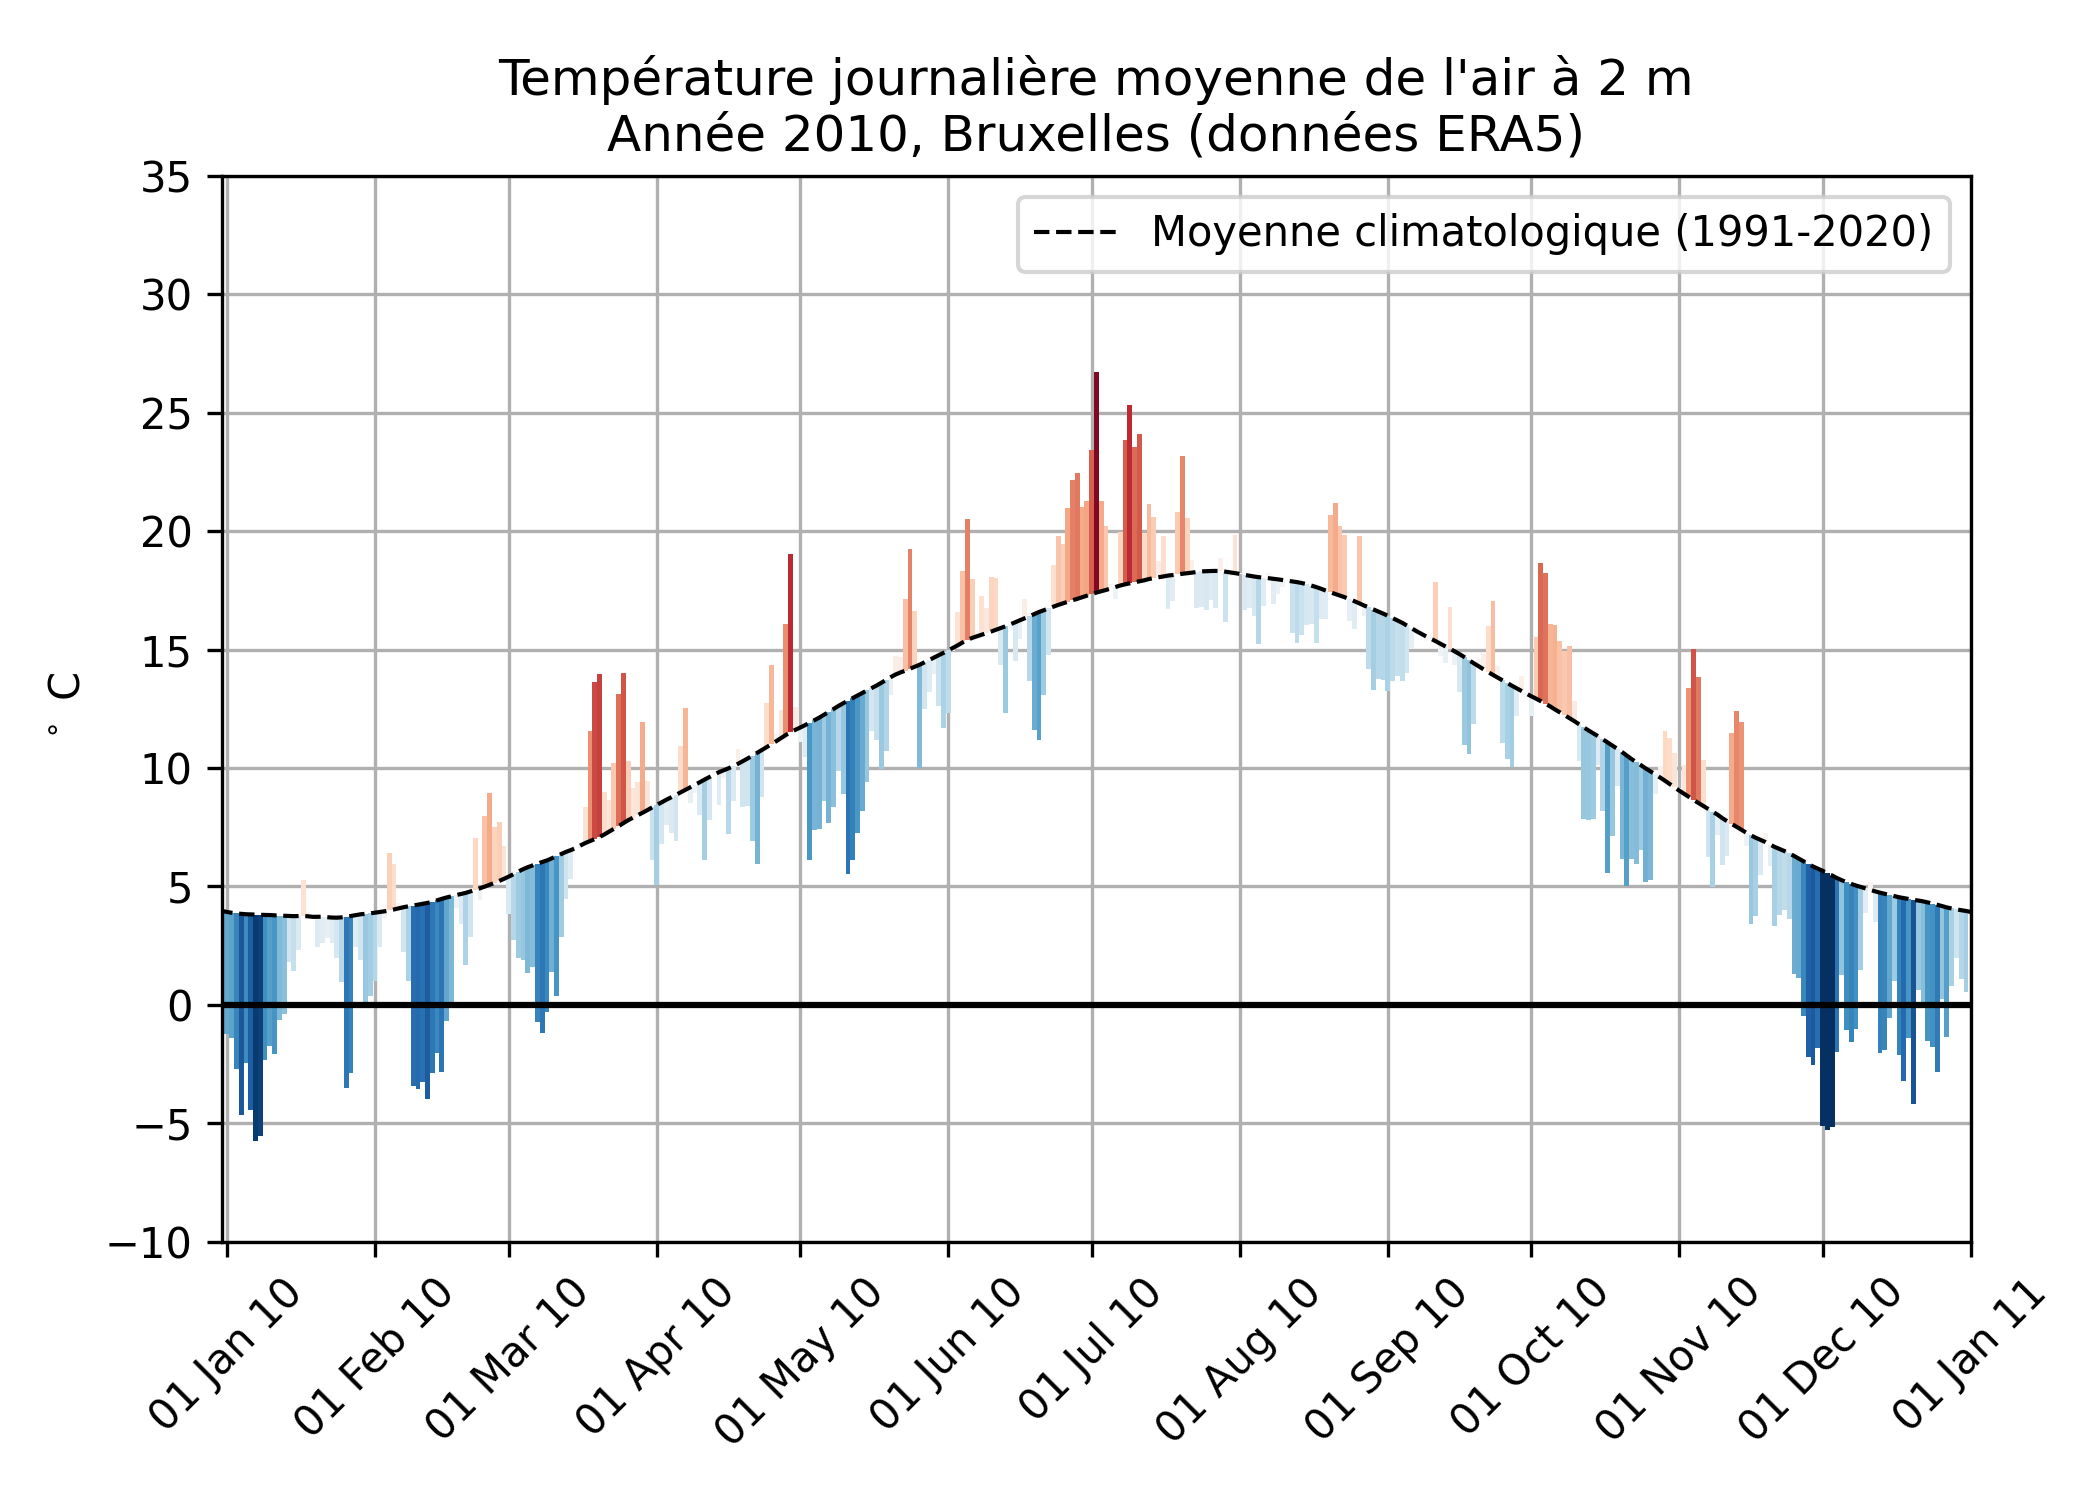 Température journalière moyenne de l'air à 2 m
Année 2010, Bruxelles (données ERA5)
Moyenne climatologique (1991-2020)
35
30
25
20
15
10
5
0
−5
−10
° C
01 Jan 10
01 Feb 10
01 Mar 10
01 Apr 10
01 May 10
01 Jun 10
01 Jul 10
01 Aug 10
01 Sep 10
01 Oct 10
01 Nov 10
01 Dec 10
01 Jan 11